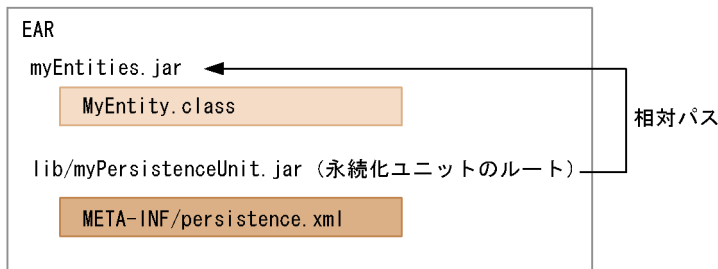 EAR
myEntities.jar
MyEntity.class
相対パス
lib/myPersistenceUnit.jar（永続化ユニットのルート）
META-INF/persistence.xml